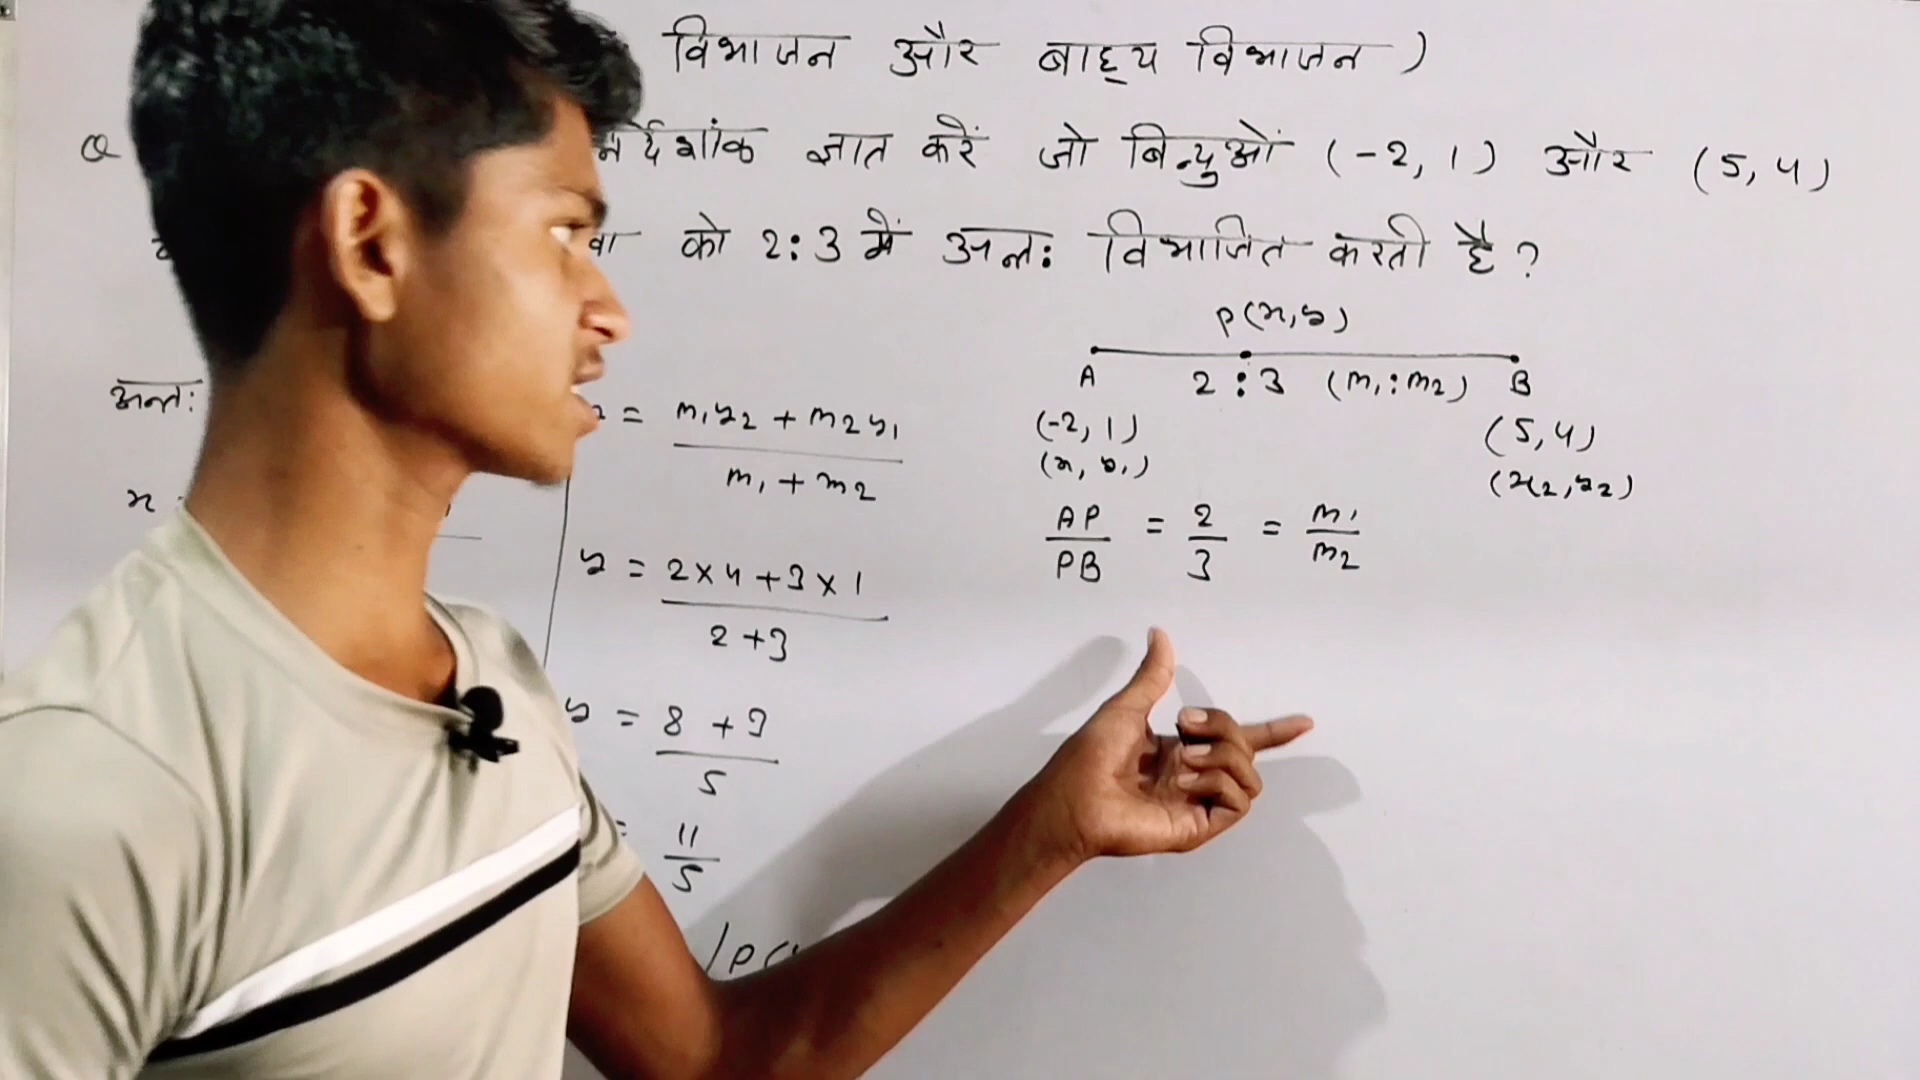 विभाजन और बाह्य विभाजन )
Q निर्देशांक ज्ञात करें जो बिन्दुओं (-2, 1) और (5, 4)
को 2:3 में अन्त: विभाजित करती है ?
P(x,y)
A 2 : 3 (m₁:m₂) B
(-2, 1) (5, 4)
(x, y₁) (x₂,y₂)
AP/PB = 2/3 = m₁/m₂
अन्त:
x
= m₁y₂ + m₂y₁ / m₁ + m₂
y = 2×4+3×1 / 2+3
y = 8+3 / 5
= 11/5
P(